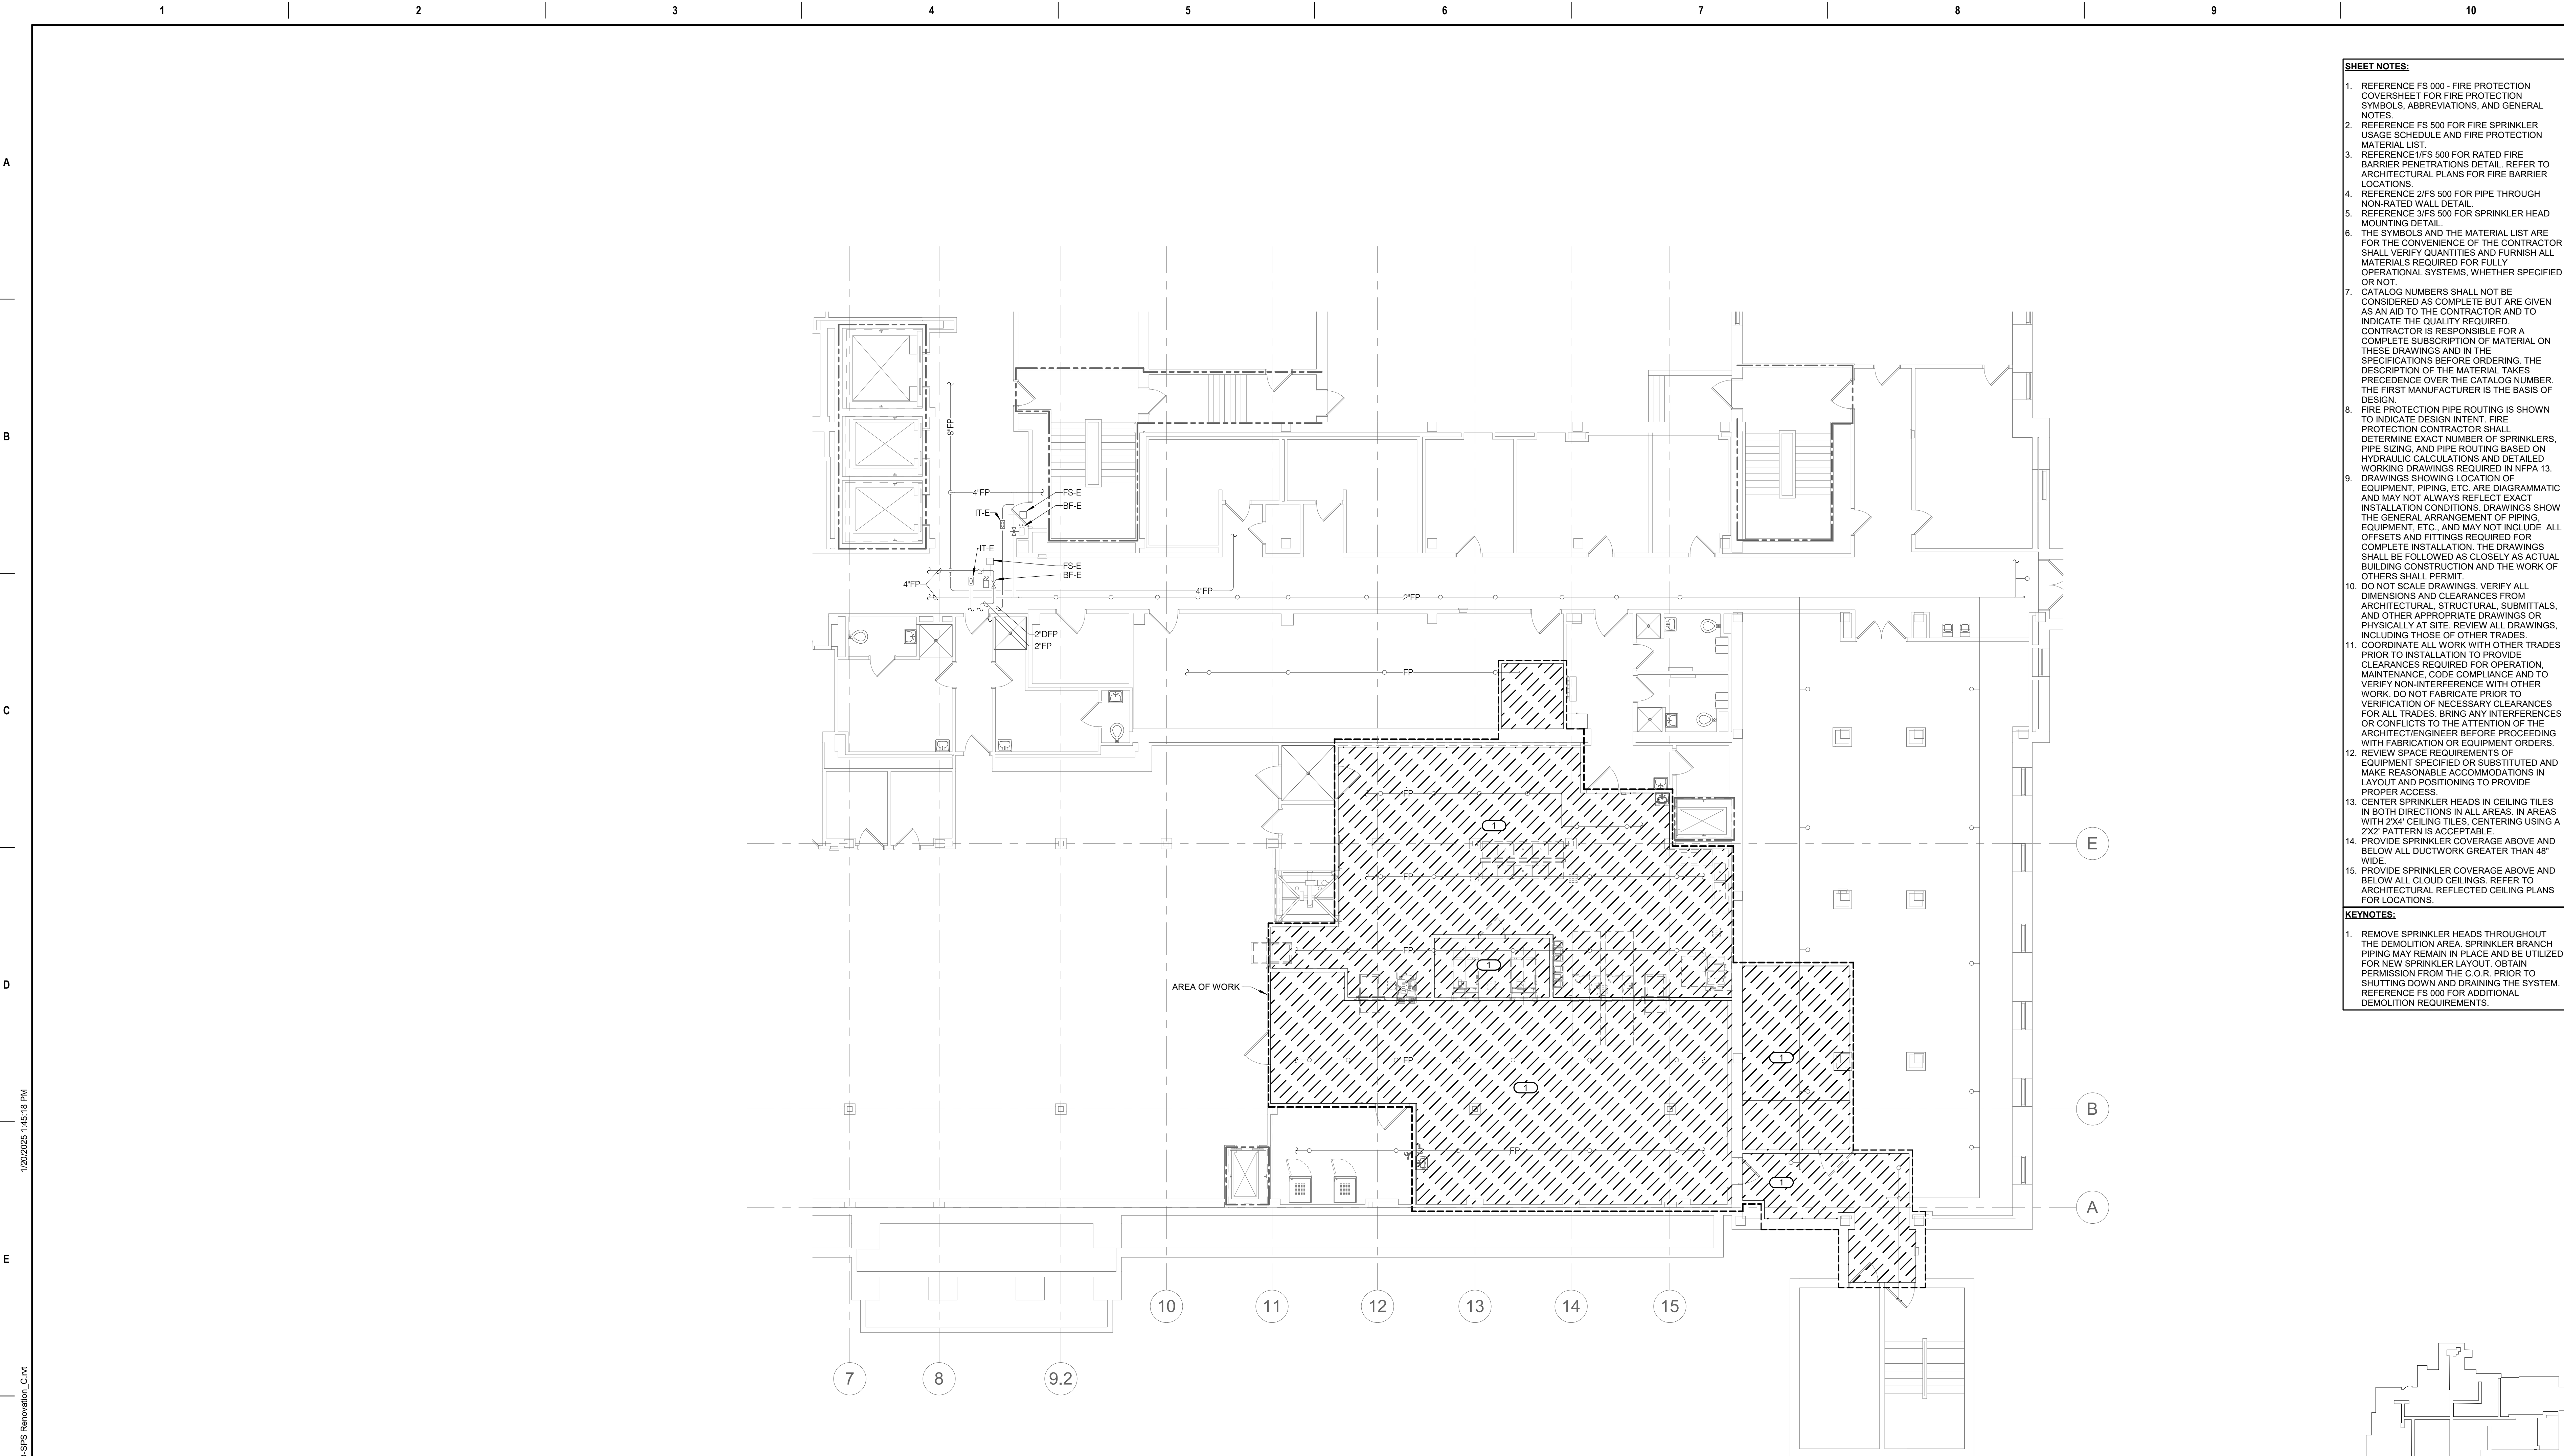 1 2 3 4 5 6 7 8 9 10
A
B
C
D
E
SHEET NOTES:
1. REFERENCE FS 000 - FIRE PROTECTION
COVERSHEET FOR FIRE PROTECTION
SYMBOLS, ABBREVIATIONS, AND GENERAL
NOTES.
2. REFERENCE FS 500 FOR FIRE SPRINKLER
USAGE SCHEDULE AND FIRE PROTECTION
MATERIAL LIST.
3. REFERENCE1/FS 500 FOR RATED FIRE
BARRIER PENETRATIONS DETAIL. REFER TO
ARCHITECTURAL PLANS FOR FIRE BARRIER
LOCATIONS.
4. REFERENCE 2/FS 500 FOR PIPE THROUGH
NON-RATED WALL DETAIL.
5. REFERENCE 3/FS 500 FOR SPRINKLER HEAD
MOUNTING DETAIL.
6. THE SYMBOLS AND THE MATERIAL LIST ARE
FOR THE CONVENIENCE OF THE CONTRACTOR
SHALL VERIFY QUANTITIES AND FURNISH ALL
MATERIALS REQUIRED FOR FULLY
OPERATIONAL SYSTEMS, WHETHER SPECIFIED
OR NOT.
7. CATALOG NUMBERS SHALL NOT BE
CONSIDERED AS COMPLETE BUT ARE GIVEN
AS AN AID TO THE CONTRACTOR AND TO
INDICATE THE QUALITY REQUIRED.
CONTRACTOR IS RESPONSIBLE FOR A
COMPLETE SUBSCRIPTION OF MATERIAL ON
THESE DRAWINGS AND IN THE
SPECIFICATIONS BEFORE ORDERING. THE
DESCRIPTION OF THE MATERIAL TAKES
PRECEDENCE OVER THE CATALOG NUMBER.
THE FIRST MANUFACTURER IS THE BASIS OF
DESIGN.
8. FIRE PROTECTION PIPE ROUTING IS SHOWN
TO INDICATE DESIGN INTENT. FIRE
PROTECTION CONTRACTOR SHALL
DETERMINE EXACT NUMBER OF SPRINKLERS,
PIPE SIZING, AND PIPE ROUTING BASED ON
HYDRAULIC CALCULATIONS AND DETAILED
WORKING DRAWINGS REQUIRED IN NFPA 13.
9. DRAWINGS SHOWING LOCATION OF
EQUIPMENT, PIPING, ETC. ARE DIAGRAMMATIC
AND MAY NOT ALWAYS REFLECT EXACT
INSTALLATION CONDITIONS. DRAWINGS SHOW
THE GENERAL ARRANGEMENT OF PIPING,
EQUIPMENT, ETC., AND MAY NOT INCLUDE ALL
OFFSETS AND FITTINGS REQUIRED FOR
COMPLETE INSTALLATION. THE DRAWINGS
SHALL BE FOLLOWED AS CLOSELY AS ACTUAL
BUILDING CONSTRUCTION AND THE WORK OF
OTHERS SHALL PERMIT.
10. DO NOT SCALE DRAWINGS. VERIFY ALL
DIMENSIONS AND CLEARANCES FROM
ARCHITECTURAL, STRUCTURAL, SUBMITTALS,
AND OTHER APPROPRIATE DRAWINGS OR
PHYSICALLY AT SITE. REVIEW ALL DRAWINGS,
INCLUDING THOSE OF OTHER TRADES.
11. COORDINATE ALL WORK WITH OTHER TRADES
PRIOR TO INSTALLATION TO PROVIDE
CLEARANCES REQUIRED FOR OPERATION,
MAINTENANCE, CODE COMPLIANCE AND TO
VERIFY NON-INTERFERENCE WITH OTHER
WORK. DO NOT FABRICATE PRIOR TO
VERIFICATION OF NECESSARY CLEARANCES
FOR ALL TRADES. BRING ANY INTERFERENCES
OR CONFLICTS TO THE ATTENTION OF THE
ARCHITECT/ENGINEER BEFORE PROCEEDING
WITH FABRICATION OR EQUIPMENT ORDERS.
12. REVIEW SPACE REQUIREMENTS OF
EQUIPMENT SPECIFIED OR SUBSTITUTED AND
MAKE REASONABLE ACCOMMODATIONS IN
LAYOUT AND POSITIONING TO PROVIDE
PROPER ACCESS.
13. CENTER SPRINKLER HEADS IN CEILING TILES
IN BOTH DIRECTIONS IN ALL AREAS. IN AREAS
WITH 2'X4' CEILING TILES, CENTERING USING A
2'X2' PATTERN IS ACCEPTABLE.
14. PROVIDE SPRINKLER COVERAGE ABOVE AND
BELOW ALL DUCTWORK GREATER THAN 48"
WIDE.
15. PROVIDE SPRINKLER COVERAGE ABOVE AND
BELOW ALL CLOUD CEILINGS. REFER TO
ARCHITECTURAL REFLECTED CEILING PLANS
FOR LOCATIONS.
KEYNOTES:
1. REMOVE SPRINKLER HEADS THROUGHOUT
THE DEMOLITION AREA. SPRINKLER BRANCH
PIPING MAY REMAIN IN PLACE AND BE UTILIZED
FOR NEW SPRINKLER LAYOUT. OBTAIN
PERMISSION FROM THE C.O.R. PRIOR TO
SHUTTING DOWN AND DRAINING THE SYSTEM.
REFERENCE FS 000 FOR ADDITIONAL
DEMOLITION REQUIREMENTS.
8"FP
4"FP
FS-E
BF-E
IT-E
IT-E
FS-E
BF-E
4"FP
4"FP
2"FP
2"DFP
2"FP
FP
FP
1
E
FP
FP
1
AREA OF WORK
FP
1
1
B
FP
1
A
10 11 12 13 14 15
7 8 9.2
1/20/2025 1:45:18 PM
-SPS Renovation_C.rvt